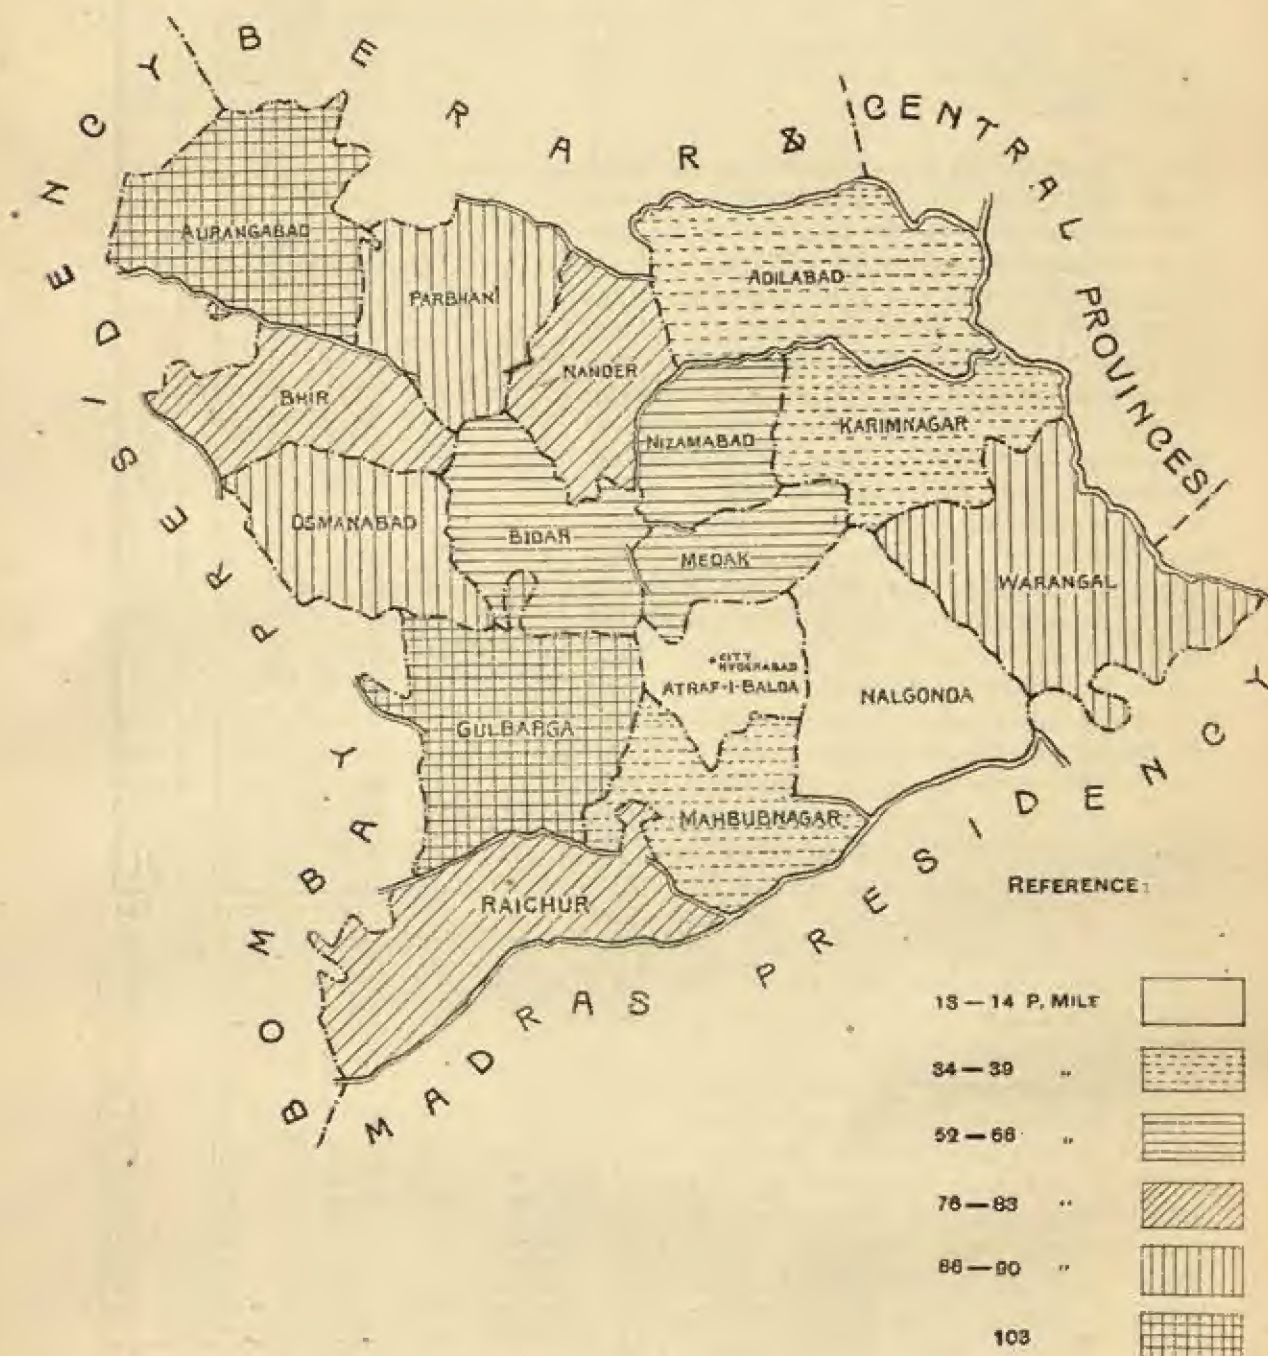 BERAR & CENTRAL PROVINCES
BOMBAY PRESIDENCY
MADRAS PRESIDENCY
AURANGABAD
PARBHANI
NANDER
ADILABAD
BHIR
NIZAMABAD
KARIMNAGAR
OSMANABAD
BIDAR
MEDAK
WARANGAL
CITY
HYDERABAD
ATRAF-I-BALDA
NALGONDA
GULBARGA
MAHBUBNAGAR
RAICHUR
REFERENCE:
13—14 P. MILE
34—39 "
52—66 "
76—83 "
86—90 "
103